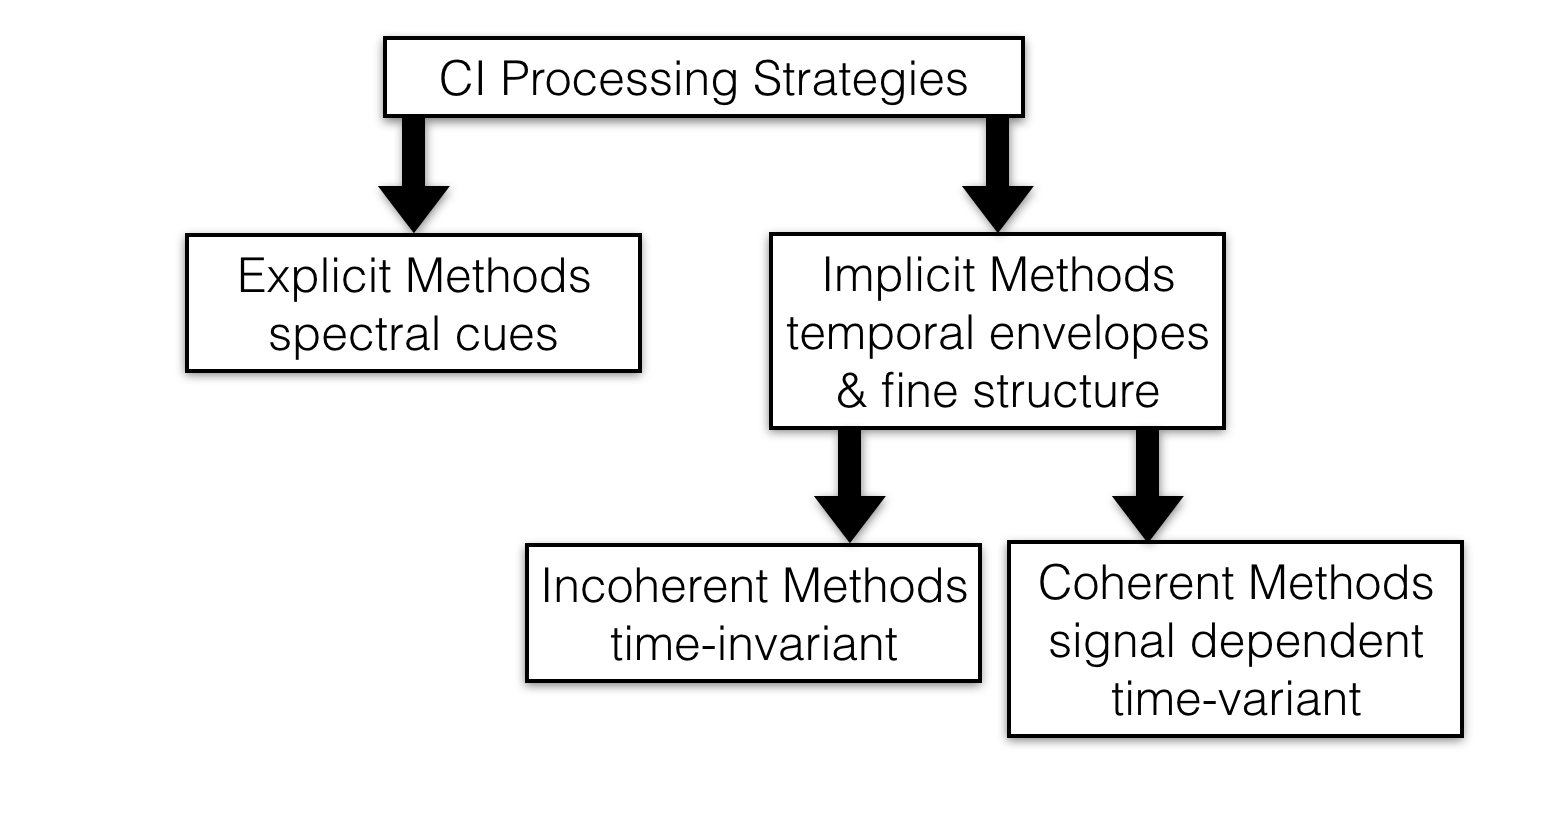 CI Processing Strategies
Explicit Methods
spectral cues
Implicit Methods
temporal envelopes
& fine structure
Incoherent Methods
time-invariant
Coherent Methods
signal dependent
time-variant